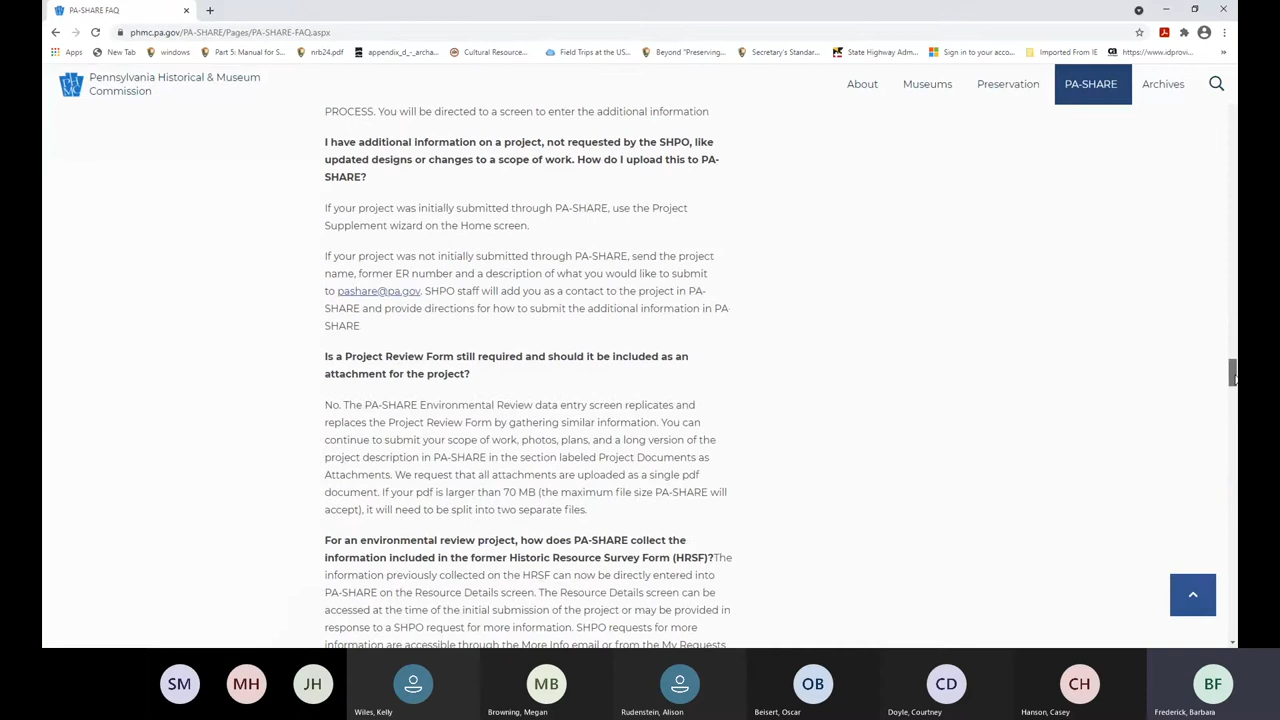 PA-SHARE FAQ
phmc.pa.gov/PA-SHARE/Pages/PA-SHARE-FAQ.aspx
Apps New Tab windows Part 5: Manual for S... nrb24.pdf appendix_d_-_archa... Cultural Resource... Field Trips at the US... Beyond "Preserving... Secretary's Standar... State Highway Adm... Sign in to your acco... Imported From IE https://www.idprovi...
Pennsylvania Historical & Museum
Commission
About Museums Preservation PA-SHARE Archives
PROCESS. You will be directed to a screen to enter the additional information
I have additional information on a project, not requested by the SHPO, like
updated designs or changes to a scope of work. How do I upload this to PA-
SHARE?
If your project was initially submitted through PA-SHARE, use the Project
Supplement wizard on the Home screen.
If your project was not initially submitted through PA-SHARE, send the project
name, former ER number and a description of what you would like to submit
to pashare@pa.gov. SHPO staff will add you as a contact to the project in PA-
SHARE and provide directions for how to submit the additional information in PA
SHARE
Is a Project Review Form still required and should it be included as an
attachment for the project?
No. The PA-SHARE Environmental Review data entry screen replicates and
replaces the Project Review Form by gathering similar information. You can
continue to submit your scope of work, photos, plans, and a long version of the
project description in PA-SHARE in the section labeled Project Documents as
Attachments. We request that all attachments are uploaded as a single pdf
document. If your pdf is larger than 70 MB (the maximum file size PA-SHARE will
accept), it will need to be split into two separate files.
For an environmental review project, how does PA-SHARE collect the
information included in the former Historic Resource Survey Form (HRSF)?The
information previously collected on the HRSF can now be directly entered into
PA-SHARE on the Resource Details screen. The Resource Details screen can be
accessed at the time of the initial submission of the project or may be provided in
response to a SHPO request for more information. SHPO requests for more
information are accessible through the More Info email or from the My Requests
SM MH JH MB OB CD CH BF
Wiles, Kelly Browning, Megan Rudenstein, Alison Beisert, Oscar Doyle, Courtney Hanson, Casey Frederick, Barbara